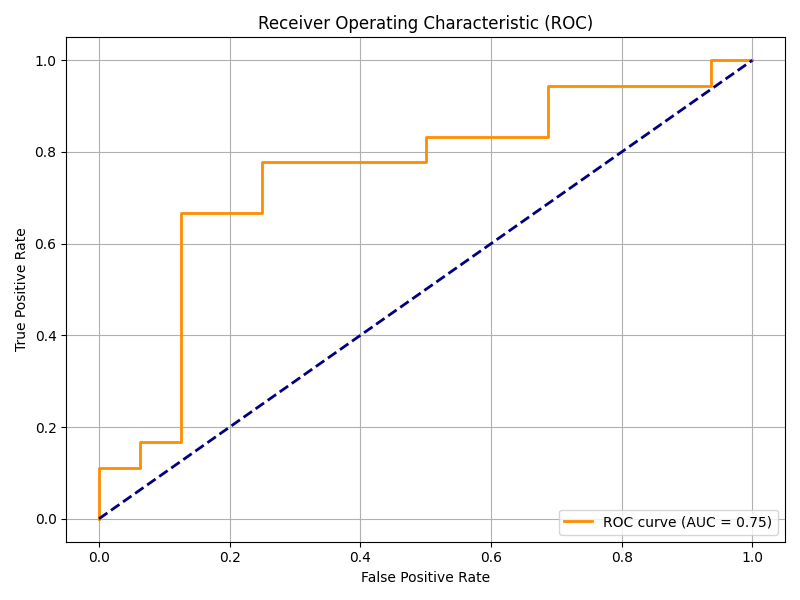 Receiver Operating Characteristic (ROC)
True Positive Rate
1.0
0.8
0.6
0.4
0.2
0.0
ROC curve (AUC = 0.75)
0.0 0.2 0.4 0.6 0.8 1.0
False Positive Rate